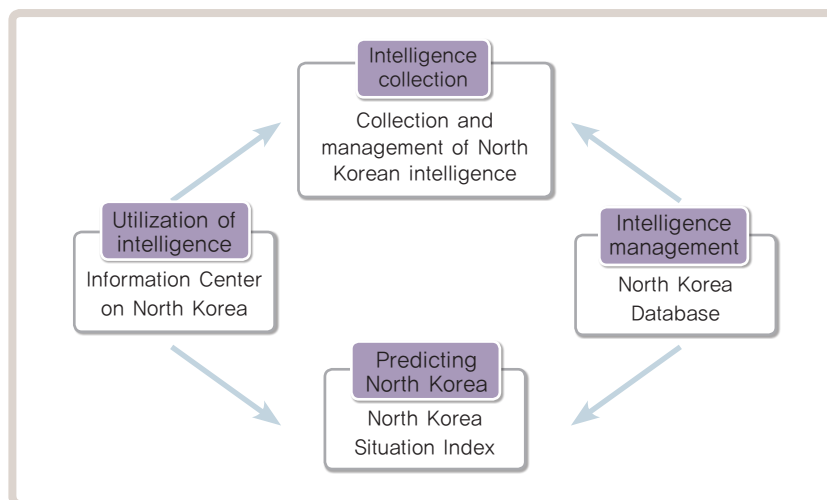 Intelligence
collection
Collection and
management of North
Korean intelligence
Utilization of
intelligence
Information Center
on North Korea
Intelligence
management
North Korea
Database
Predicting
North Korea
North Korea
Situation Index